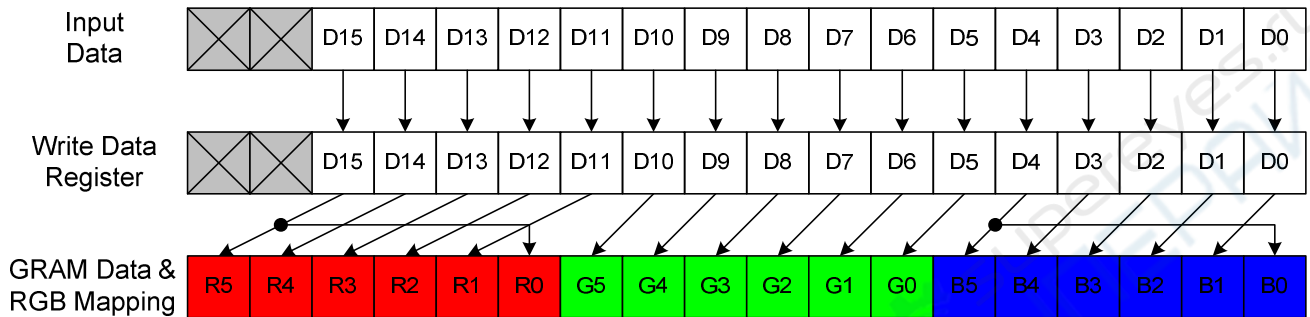 Input
Data
D15 D14 D13 D12 D11 D10 D9 D8 D7 D6 D5 D4 D3 D2 D1 D0
Write Data
Register
D15 D14 D13 D12 D11 D10 D9 D8 D7 D6 D5 D4 D3 D2 D1 D0
GRAM Data &
RGB Mapping
R5 R4 R3 R2 R1 R0 G5 G4 G3 G2 G1 G0 B5 B4 B3 B2 B1 B0